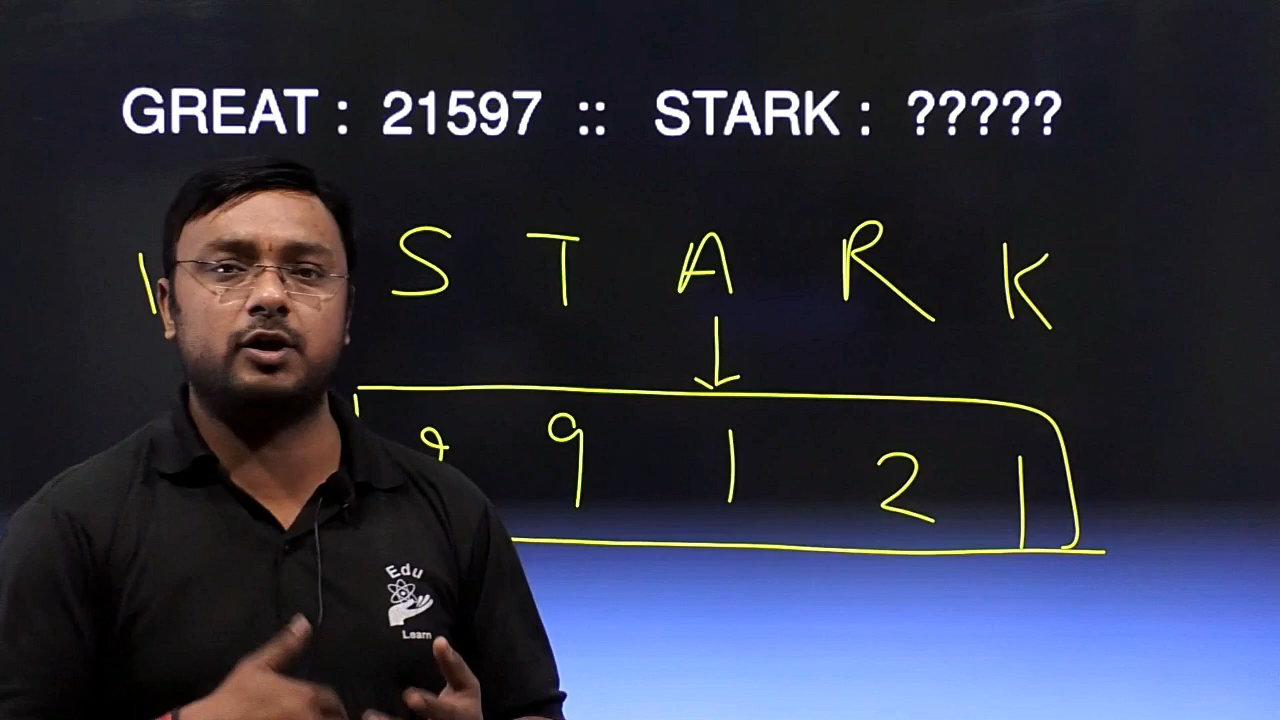 GREAT : 21597 :: STARK : ?????
S T A R K
9 1 2 1
Edu
Learn